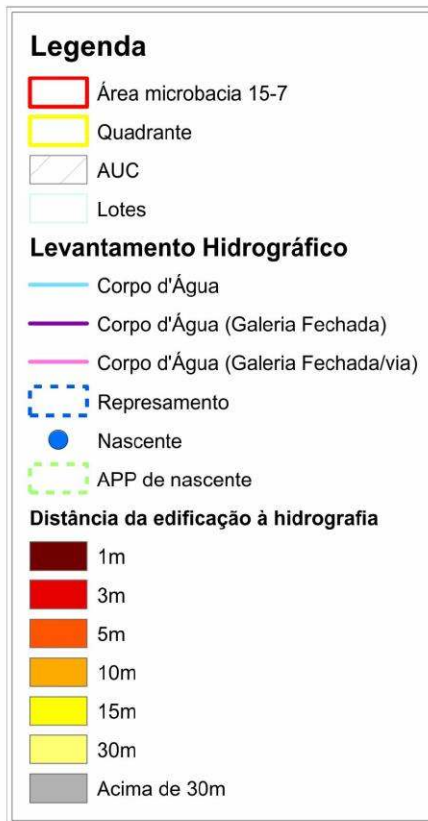 Legenda
Área microbacia 15-7
Quadrante
AUC
Lotes
Levantamento Hidrográfico
Corpo d'Água
Corpo d'Água (Galeria Fechada)
Corpo d'Água (Galeria Fechada/via)
Represamento
Nascente
APP de nascente
Distância da edificação à hidrografia
1m
3m
5m
10m
15m
30m
Acima de 30m